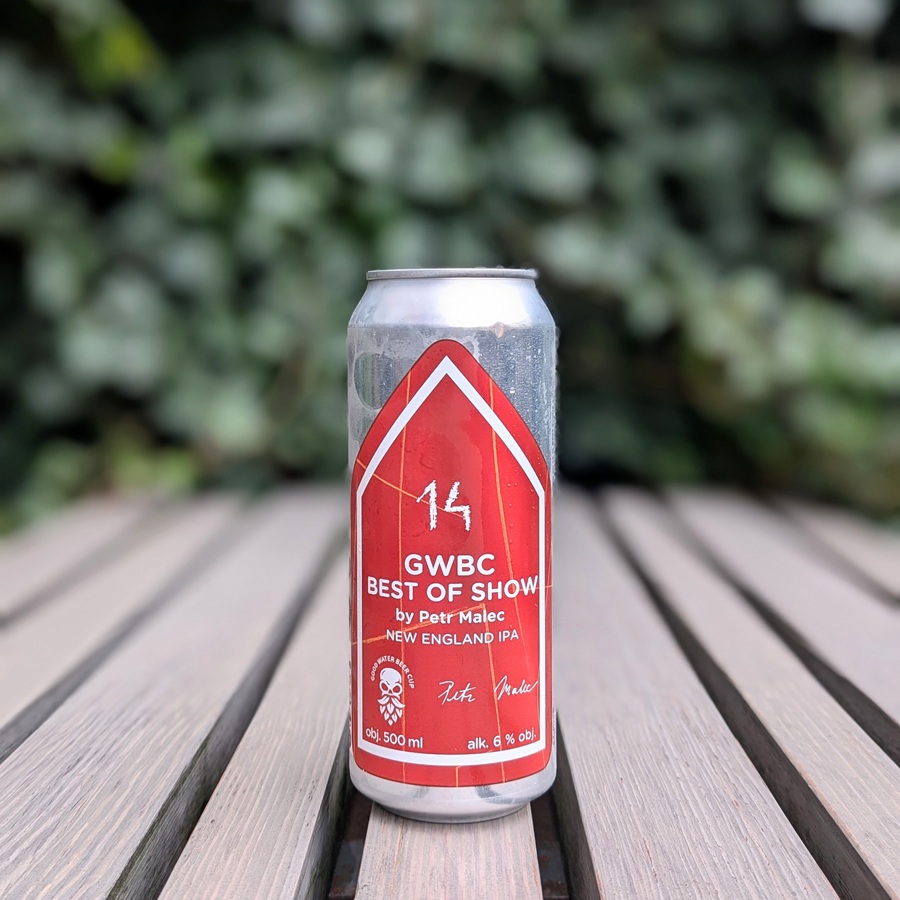 14
GWBC
BEST OF SHOW
by Petr Malec
NEW ENGLAND IPA
GOOD WATER BEER CUP
Petr Malec
obj. 500 ml
alk. 6 % obj.